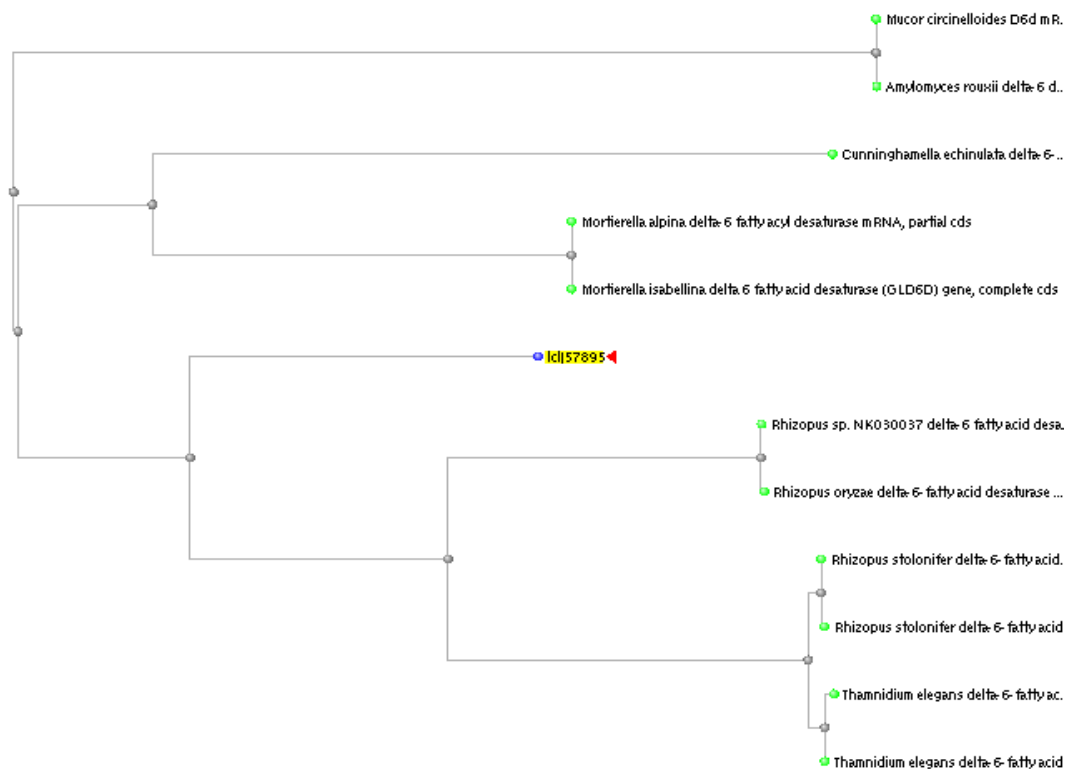 Mucor circinelloides D6d mR.
Amylomyces rouxii delta-6 d..
Cunninghamella echinulata delta-6-..
Mortierella alpina delta-6 fatty acyl desaturase mRNA, partial cds
Mortierella isabellina delta 6 fatty acid desaturase (GLD6D) gene, complete cds
lcl|57895
Rhizopus sp. NK030037 delta-6 fatty acid desa.
Rhizopus oryzae delta-6-fatty acid desaturase ...
Rhizopus stolonifer delta-6-fatty acid.
Rhizopus stolonifer delta-6-fatty acid
Thamnidium elegans delta-6-fatty ac.
Thamnidium elegans delta-6-fatty acid